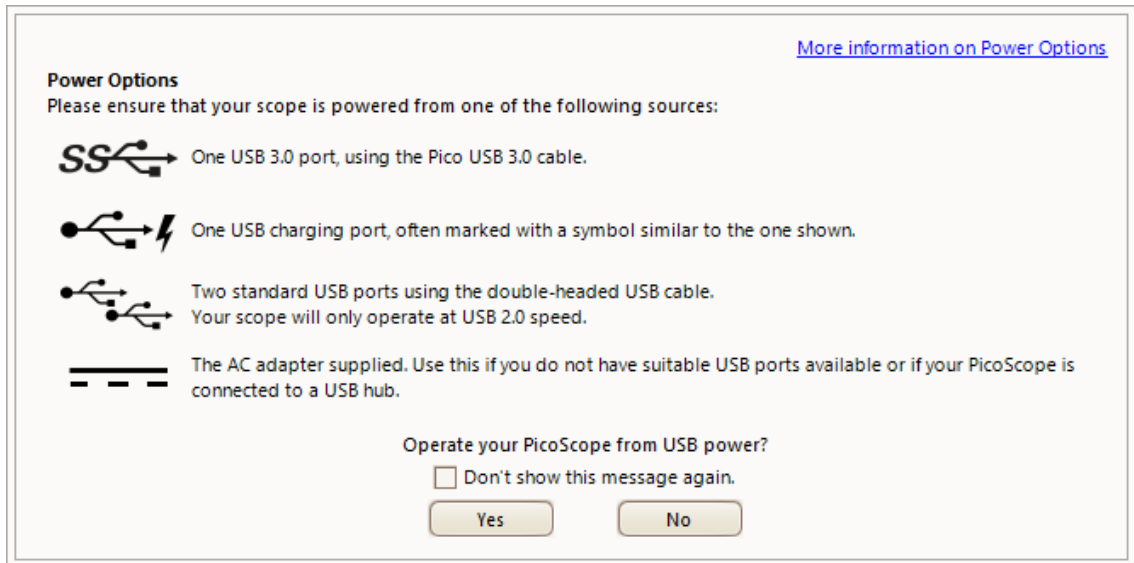 More information on Power Options
Power Options
Please ensure that your scope is powered from one of the following sources:
SS
One USB 3.0 port, using the Pico USB 3.0 cable.
One USB charging port, often marked with a symbol similar to the one shown.
Two standard USB ports using the double-headed USB cable.
Your scope will only operate at USB 2.0 speed.
The AC adapter supplied. Use this if you do not have suitable USB ports available or if your PicoScope is
connected to a USB hub.
Operate your PicoScope from USB power?
Don't show this message again.
Yes
No